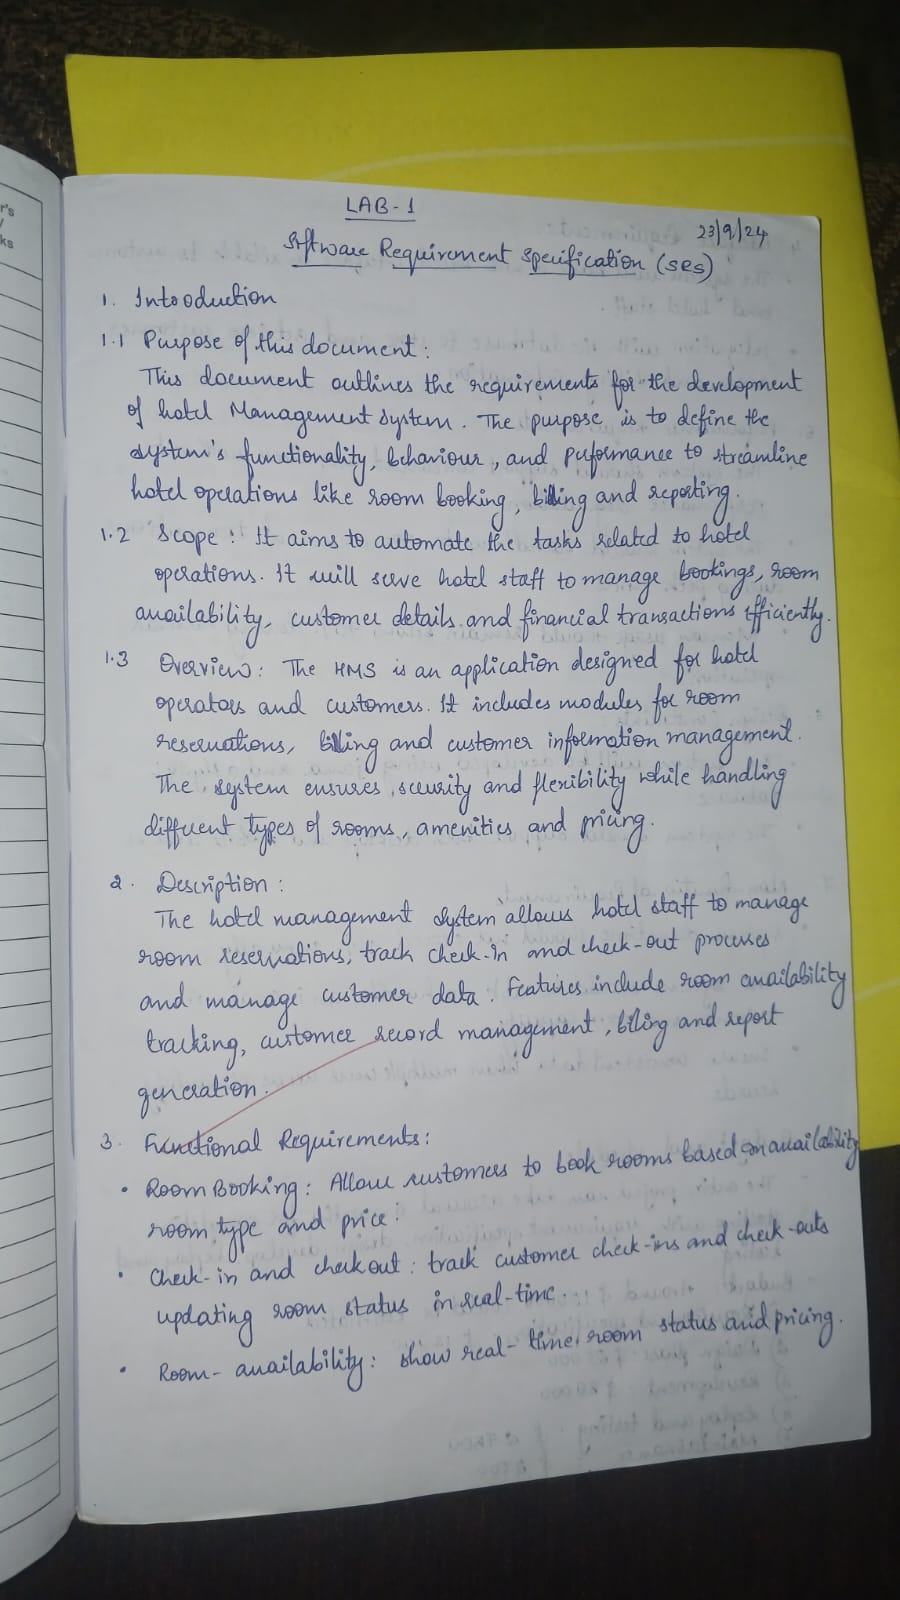 r's
/
ks
LAB-1
23/9/24
Software Requirement Specification (SRS)
1. Introduction
1.1 Purpose of this document:
This document outlines the requirements for the development
of hotel Management System. The purpose is to define the
system's functionality, behaviour, and performance to streamline
hotel operations like room booking, billing and reporting.
1.2 Scope: It aims to automate the tasks related to hotel
operations. It will serve hotel staff to manage bookings, room
availability, customer details and financial transactions efficiently.
1.3 Overview: The HMS is an application designed for hotel
operators and customers. It includes modules for room
reservations, billing and customer information management.
The system ensures security and flexibility while handling
different types of rooms, amenities and pricing.
2. Description:
The hotel management system allows hotel staff to manage
room reservations, track check-in and check-out processes
and manage customer data. Features include room availability
tracking, customer record management, billing and report
generation.
3. Functional Requirements:
• Room Booking: Allow customers to book rooms based on availability
room type and price.
• Check-in and checkout: track customer check-ins and check-outs
updating room status in real-time.
• Room-availability: show real-time room status and pricing.